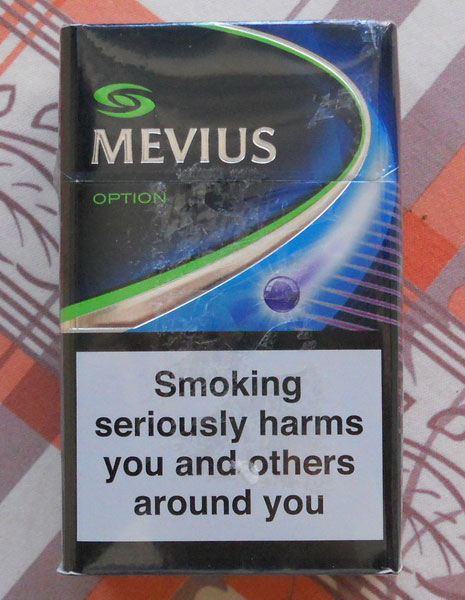 MEVIUS
OPTION
Smoking
seriously harms
you and others
around you